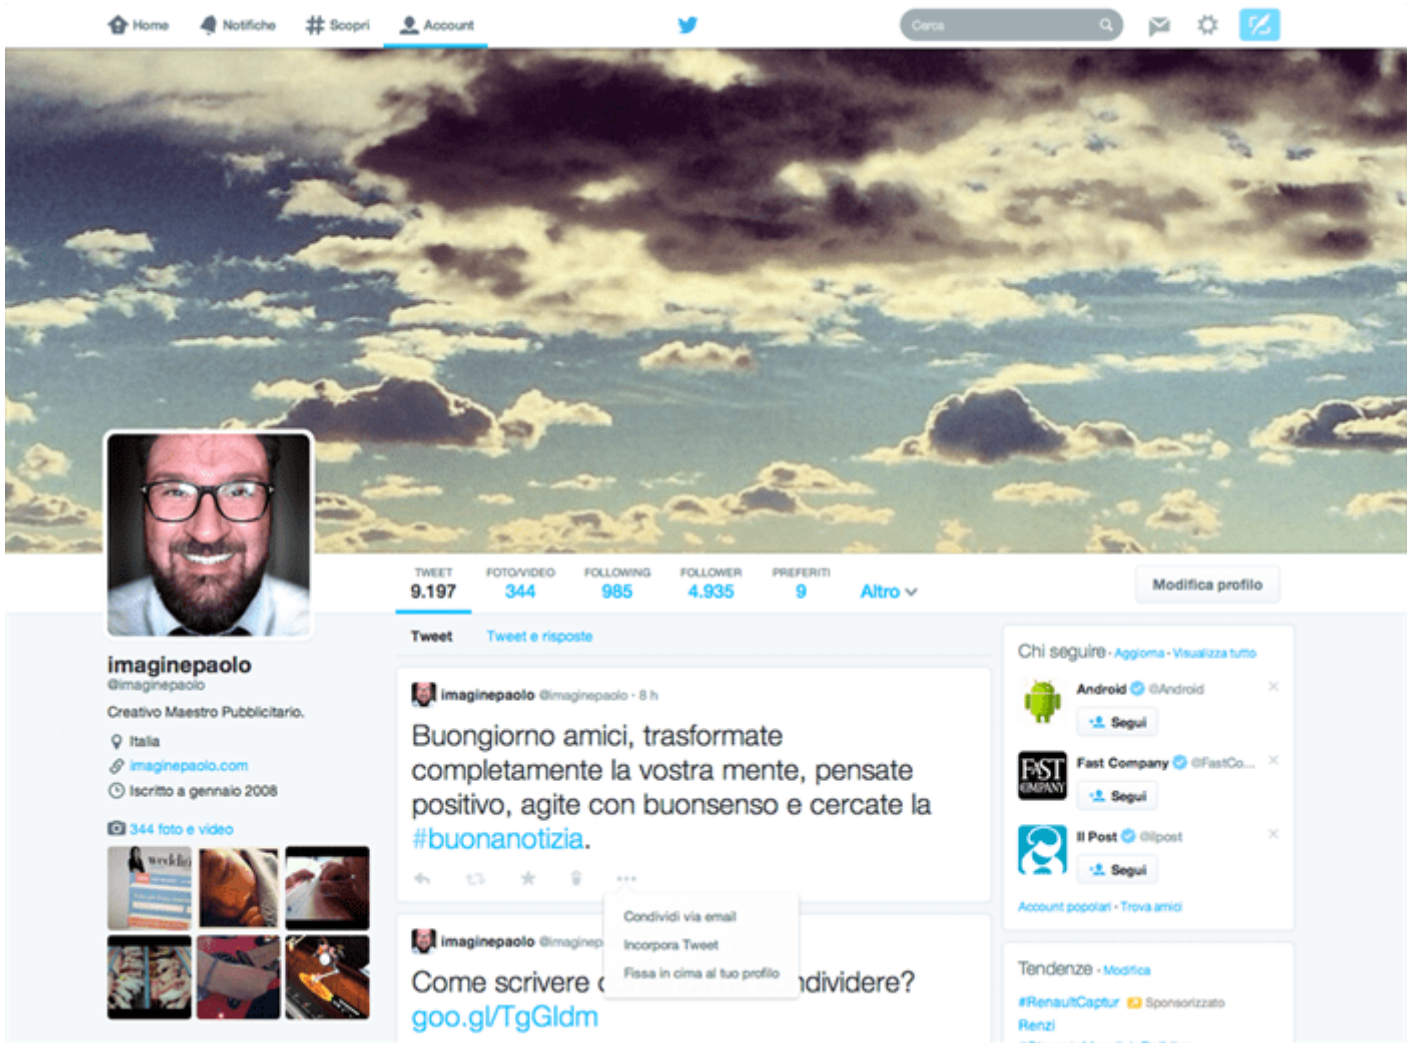 Home Notifiche Scopri Account Cerca
TWEET FOTO/VIDEO FOLLOWING FOLLOWER PREFERITI
9.197 344 985 4.935 9 Altro
Modifica profilo
imaginepaolo
@imaginepaolo
Creativo Maestro Pubblicitario.
Italia
imaginepaolo.com
Iscritto a gennaio 2008
344 foto e video
Tweet Tweet e risposte
imaginepaolo @imaginepaolo · 8 h
Buongiorno amici, trasformate
completamente la vostra mente, pensate
positivo, agite con buonsenso e cercate la
#buonanotizia.
Condividi via email
Incorpora Tweet
Fissa in cima al tuo profilo
imaginepaolo @imaginep
Come scrivere ndividere?
goo.gl/TgGldm
Chi seguire · Aggiorna · Visualizza tutto
Android @Android
Segui
FAST COMPANY
Fast Company @FastCo...
Segui
Il Post @ilpost
Segui
Account popolari · Trova amici
Tendenze · Modifica
#RenaultCaptur Sponsorizzato
Renzi